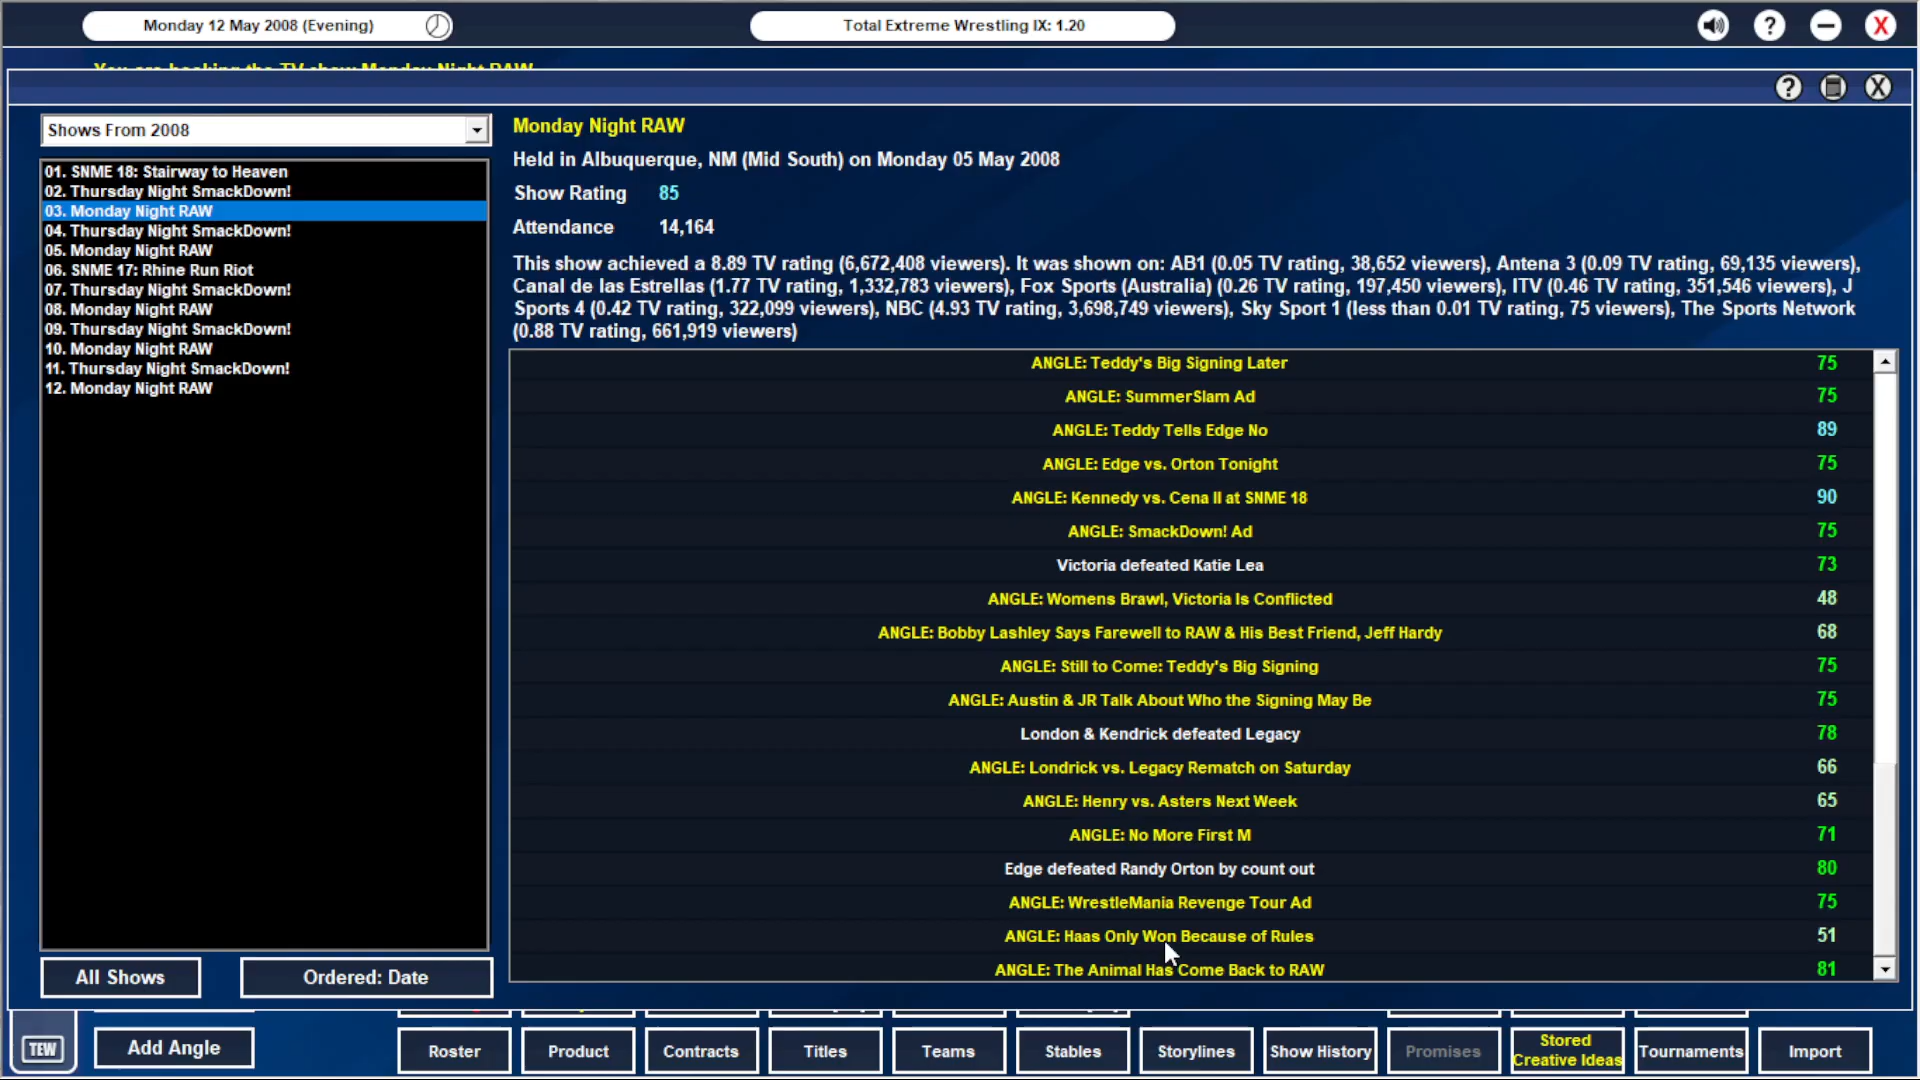 Monday 12 May 2008 (Evening)
Total Extreme Wrestling IX: 1.20
? X
You are booking the TV show Monday Night RAW
? X
Shows From 2008
01. SNME 18: Stairway to Heaven
02. Thursday Night SmackDown!
03. Monday Night RAW
04. Thursday Night SmackDown!
05. Monday Night RAW
06. SNME 17: Rhine Run Riot
07. Thursday Night SmackDown!
08. Monday Night RAW
09. Thursday Night SmackDown!
10. Monday Night RAW
11. Thursday Night SmackDown!
12. Monday Night RAW
All Shows
Ordered: Date
Monday Night RAW
Held in Albuquerque, NM (Mid South) on Monday 05 May 2008
Show Rating 85
Attendance 14,164
This show achieved a 8.89 TV rating (6,672,408 viewers). It was shown on: AB1 (0.05 TV rating, 38,652 viewers), Antena 3 (0.09 TV rating, 69,135 viewers),
Canal de las Estrellas (1.77 TV rating, 1,332,783 viewers), Fox Sports (Australia) (0.26 TV rating, 197,450 viewers), ITV (0.46 TV rating, 351,546 viewers), J
Sports 4 (0.42 TV rating, 322,099 viewers), NBC (4.93 TV rating, 3,698,749 viewers), Sky Sport 1 (less than 0.01 TV rating, 75 viewers), The Sports Network
(0.88 TV rating, 661,919 viewers)
ANGLE: Teddy's Big Signing Later 75
ANGLE: SummerSlam Ad 75
ANGLE: Teddy Tells Edge No 89
ANGLE: Edge vs. Orton Tonight 75
ANGLE: Kennedy vs. Cena II at SNME 18 90
ANGLE: SmackDown! Ad 75
Victoria defeated Katie Lea 73
ANGLE: Womens Brawl, Victoria Is Conflicted 48
ANGLE: Bobby Lashley Says Farewell to RAW & His Best Friend, Jeff Hardy 68
ANGLE: Still to Come: Teddy's Big Signing 75
ANGLE: Austin & JR Talk About Who the Signing May Be 75
London & Kendrick defeated Legacy 78
ANGLE: Londrick vs. Legacy Rematch on Saturday 66
ANGLE: Henry vs. Asters Next Week 65
ANGLE: No More First M 71
Edge defeated Randy Orton by count out 80
ANGLE: WrestleMania Revenge Tour Ad 75
ANGLE: Haas Only Won Because of Rules 51
ANGLE: The Animal Has Come Back to RAW 81
TEW
Add Angle
Roster
Product
Contracts
Titles
Teams
Stables
Storylines
Show History
Promises
Stored
Creative Ideas
Tournaments
Import